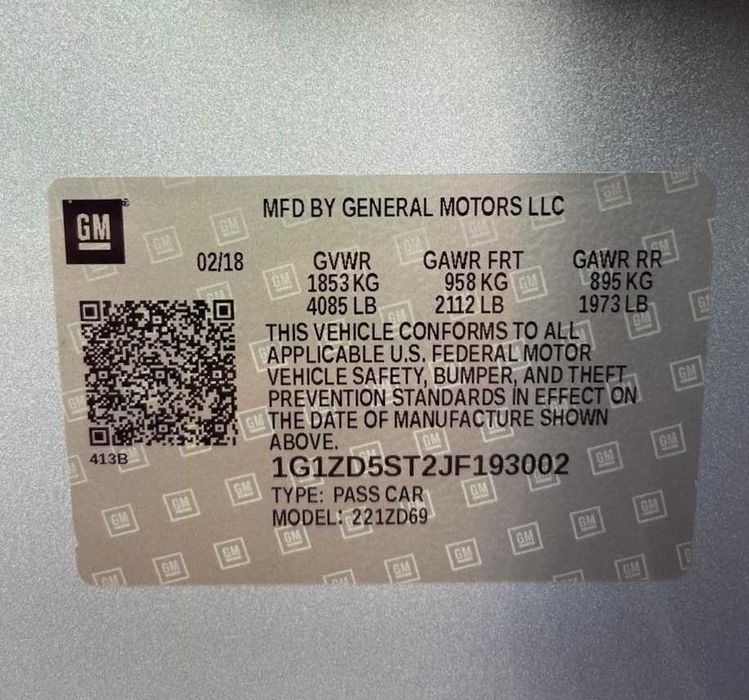 GM
MFD BY GENERAL MOTORS LLC
02/18 GVWR GAWR FRT GAWR RR
1853 KG 958 KG 895 KG
4085 LB 2112 LB 1973 LB
THIS VEHICLE CONFORMS TO ALL
APPLICABLE U.S. FEDERAL MOTOR
VEHICLE SAFETY, BUMPER, AND THEFT
PREVENTION STANDARDS IN EFFECT ON
THE DATE OF MANUFACTURE SHOWN
ABOVE.
413B
1G1ZD5ST2JF193002
TYPE: PASS CAR
MODEL: 221ZD69